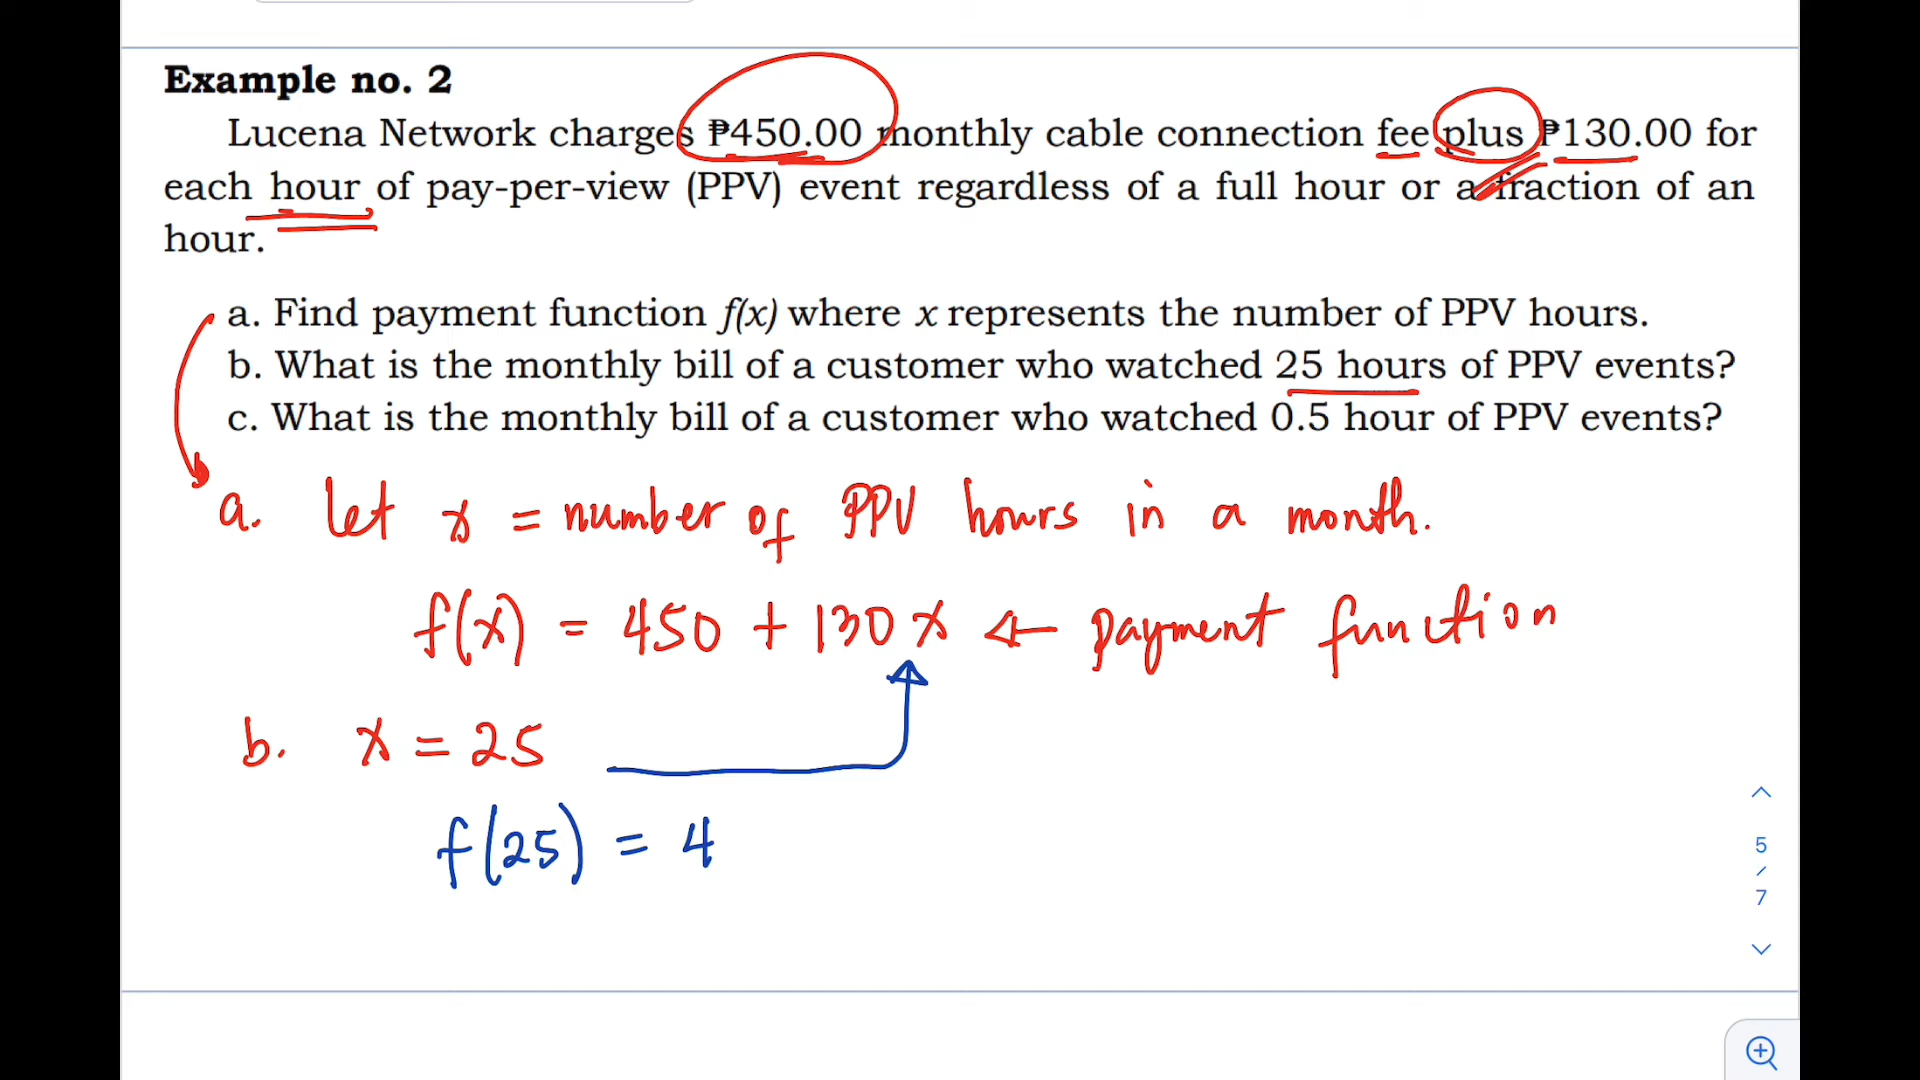 Example no. 2
Lucena Network charges ₱450.00 monthly cable connection fee plus ₱130.00 for
each hour of pay-per-view (PPV) event regardless of a full hour or a fraction of an
hour.
a. Find payment function f(x) where x represents the number of PPV hours.
b. What is the monthly bill of a customer who watched 25 hours of PPV events?
c. What is the monthly bill of a customer who watched 0.5 hour of PPV events?
a. let x = number of PPV hours in a month.
f(x) = 450 + 130x ← payment function
b. x = 25
f(25) = 4
5
/
7